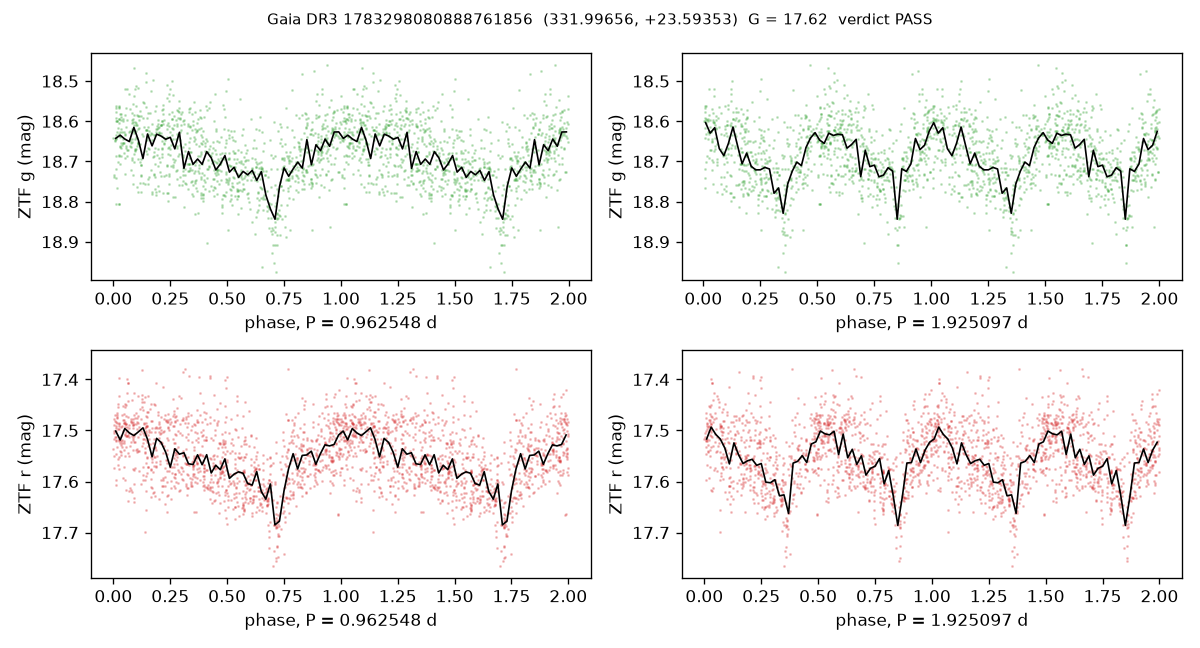 Gaia DR3 1783298080888761856 (331.99656, +23.59353) G = 17.62 verdict PASS
ZTF g (mag)
18.5
18.6
18.7
18.8
18.9
0.00 0.25 0.50 0.75 1.00 1.25 1.50 1.75 2.00
phase, P = 0.962548 d
ZTF g (mag)
18.5
18.6
18.7
18.8
18.9
0.00 0.25 0.50 0.75 1.00 1.25 1.50 1.75 2.00
phase, P = 1.925097 d
ZTF r (mag)
17.4
17.5
17.6
17.7
0.00 0.25 0.50 0.75 1.00 1.25 1.50 1.75 2.00
phase, P = 0.962548 d
ZTF r (mag)
17.4
17.5
17.6
17.7
0.00 0.25 0.50 0.75 1.00 1.25 1.50 1.75 2.00
phase, P = 1.925097 d